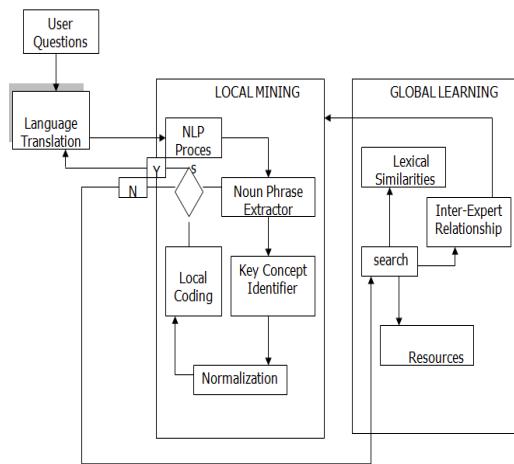 User
Questions
LOCAL MINING
GLOBAL LEARNING
Language
Translation
NLP
Proces
s
Y
N
Noun Phrase
Extractor
Lexical
Similarities
Inter-Expert
Relationship
search
Local
Coding
Key Concept
Identifier
Resources
Normalization